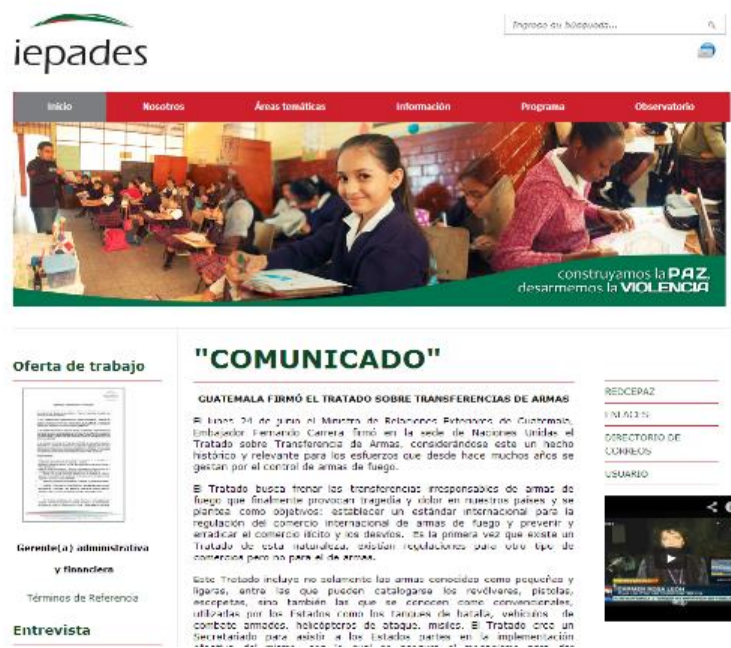 iepades
Ingrese su búsqueda...
Inicio Nosotros Áreas temáticas Información Programa Observatorio
construyamos la PAZ,
desarmemos la VIOLENCIA
Oferta de trabajo
Gerente(a) administrativa
y financiera
Términos de Referencia
Entrevista
"COMUNICADO"
GUATEMALA FIRMÓ EL TRATADO SOBRE TRANSFERENCIAS DE ARMAS
El lunes 24 de junio el Ministro de Relaciones Exteriores de Guatemala,
Embajador Fernando Carrera firmó en la sede de Naciones Unidas el
Tratado sobre Transferencia de Armas, considerándose este un hecho
histórico y relevante para los esfuerzos que desde hace muchos años se
gestan por el control de armas de fuego.
El Tratado busca frenar las transferencias irresponsables de armas de
fuego que finalmente provocan tragedia y dolor en nuestros países y se
plantea como objetivos: establecer un estándar internacional para la
regulación del comercio internacional de armas de fuego y prevenir y
erradicar el comercio ilícito y los desvíos. Es la primera vez que existe un
Tratado de esta naturaleza, existían regulaciones para otro tipo de
comercios pero no para el de armas.
Este Tratado incluye no solamente las armas conocidas como pequeñas y
ligeras, entre las que pueden catalogarse los revólveres, pistolas,
escopetas, sino también las que se conocen como convencionales,
utilizadas por los Estados como los tanques de batalla, vehículos de
combate armados, helicópteros de ataque, misiles. El Tratado crea un
Secretariado para asistir a los Estados partes en la implementación
REDCEPAZ
ENLACES
DIRECTORIO DE
CORREOS
USUARIO
CARMEN ROSA LEÓN